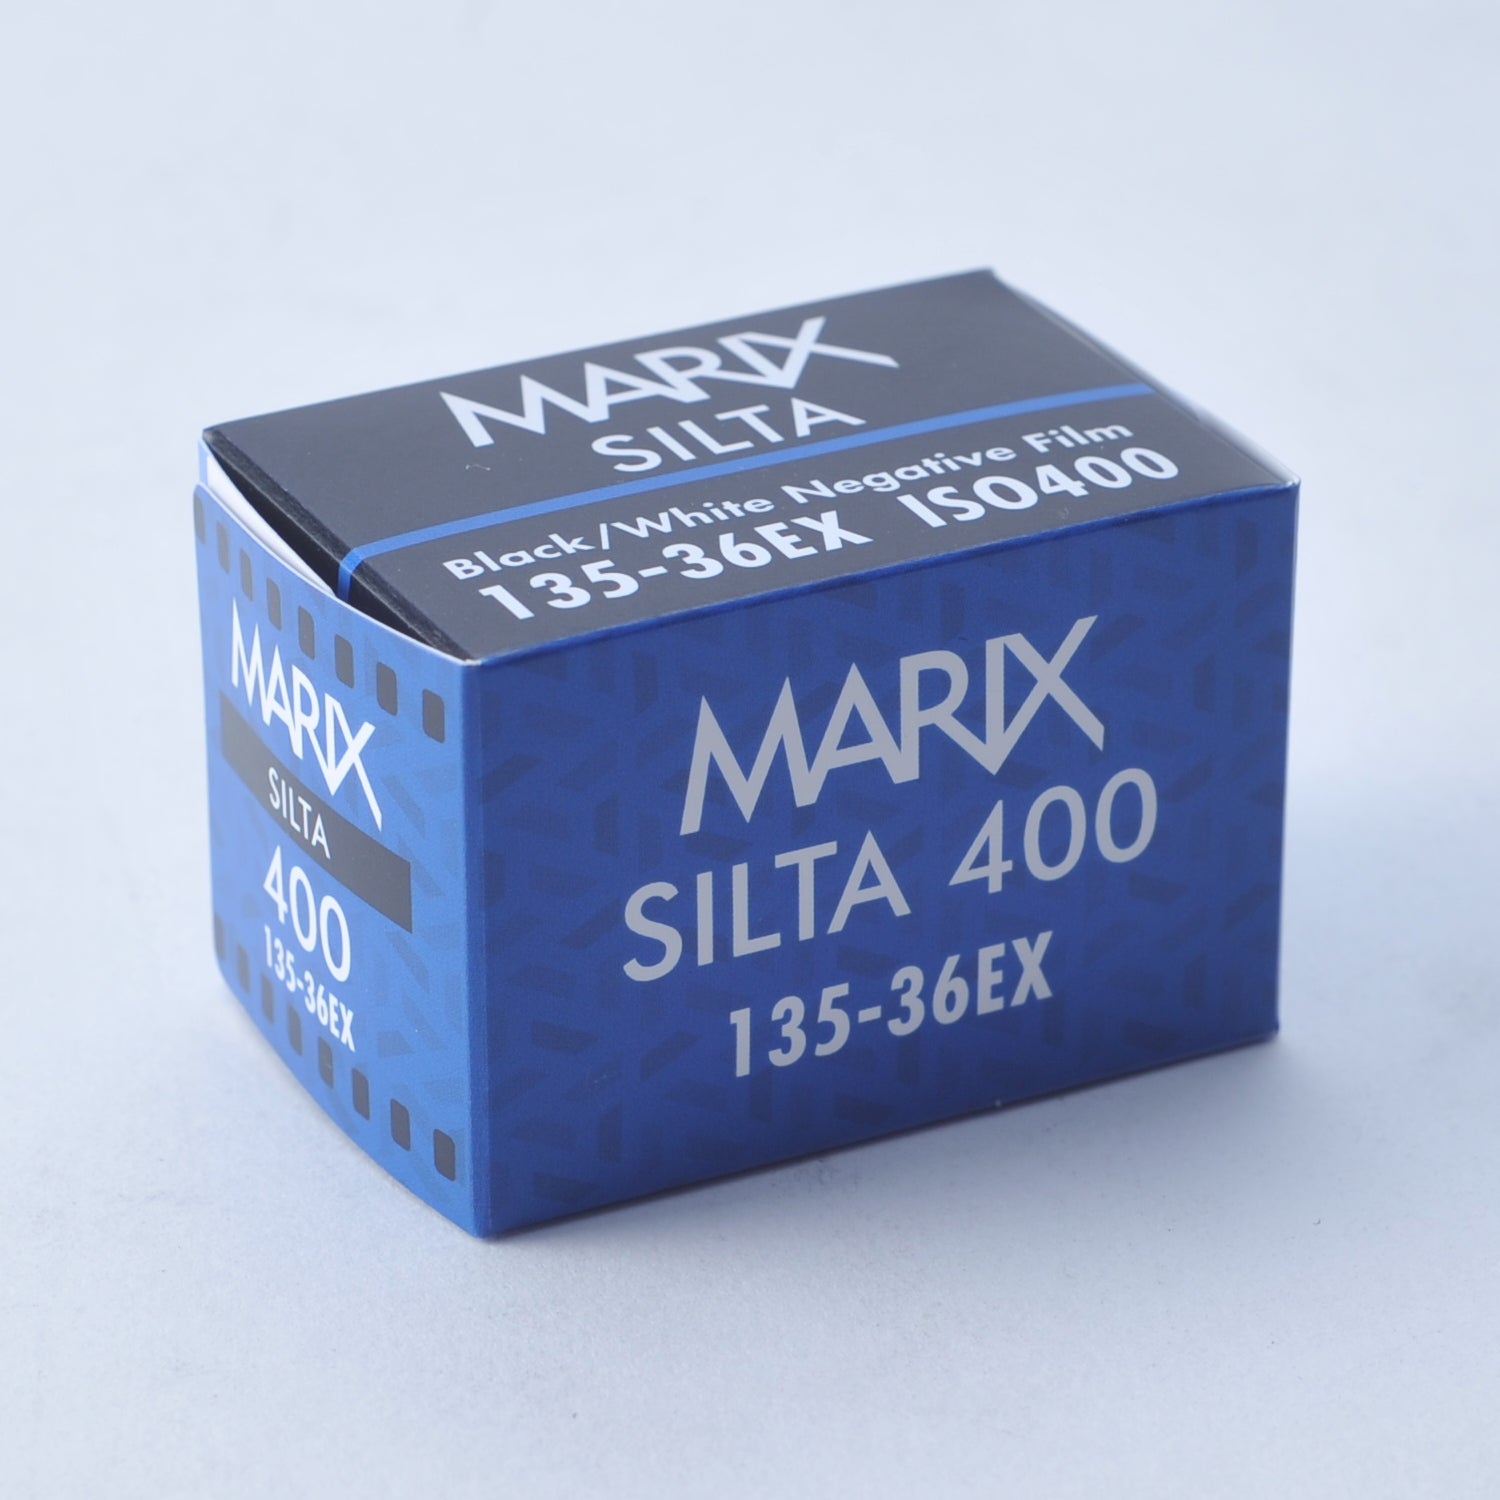 MARIX
SILTA
Black/White Negative Film
135-36EX ISO400
MARIX
SILTA
400
135-36EX
MARIX
SILTA 400
135-36EX